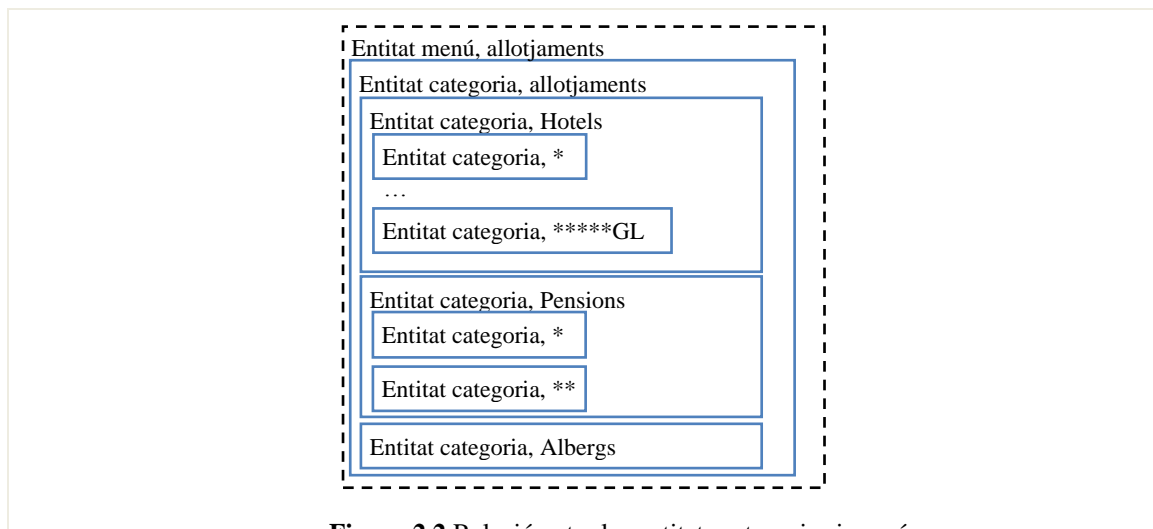 Entitat menú, allotjaments
Entitat categoria, allotjaments
Entitat categoria, Hotels
Entitat categoria, *
…
Entitat categoria, *****GL
Entitat categoria, Pensions
Entitat categoria, *
Entitat categoria, **
Entitat categoria, Albergs